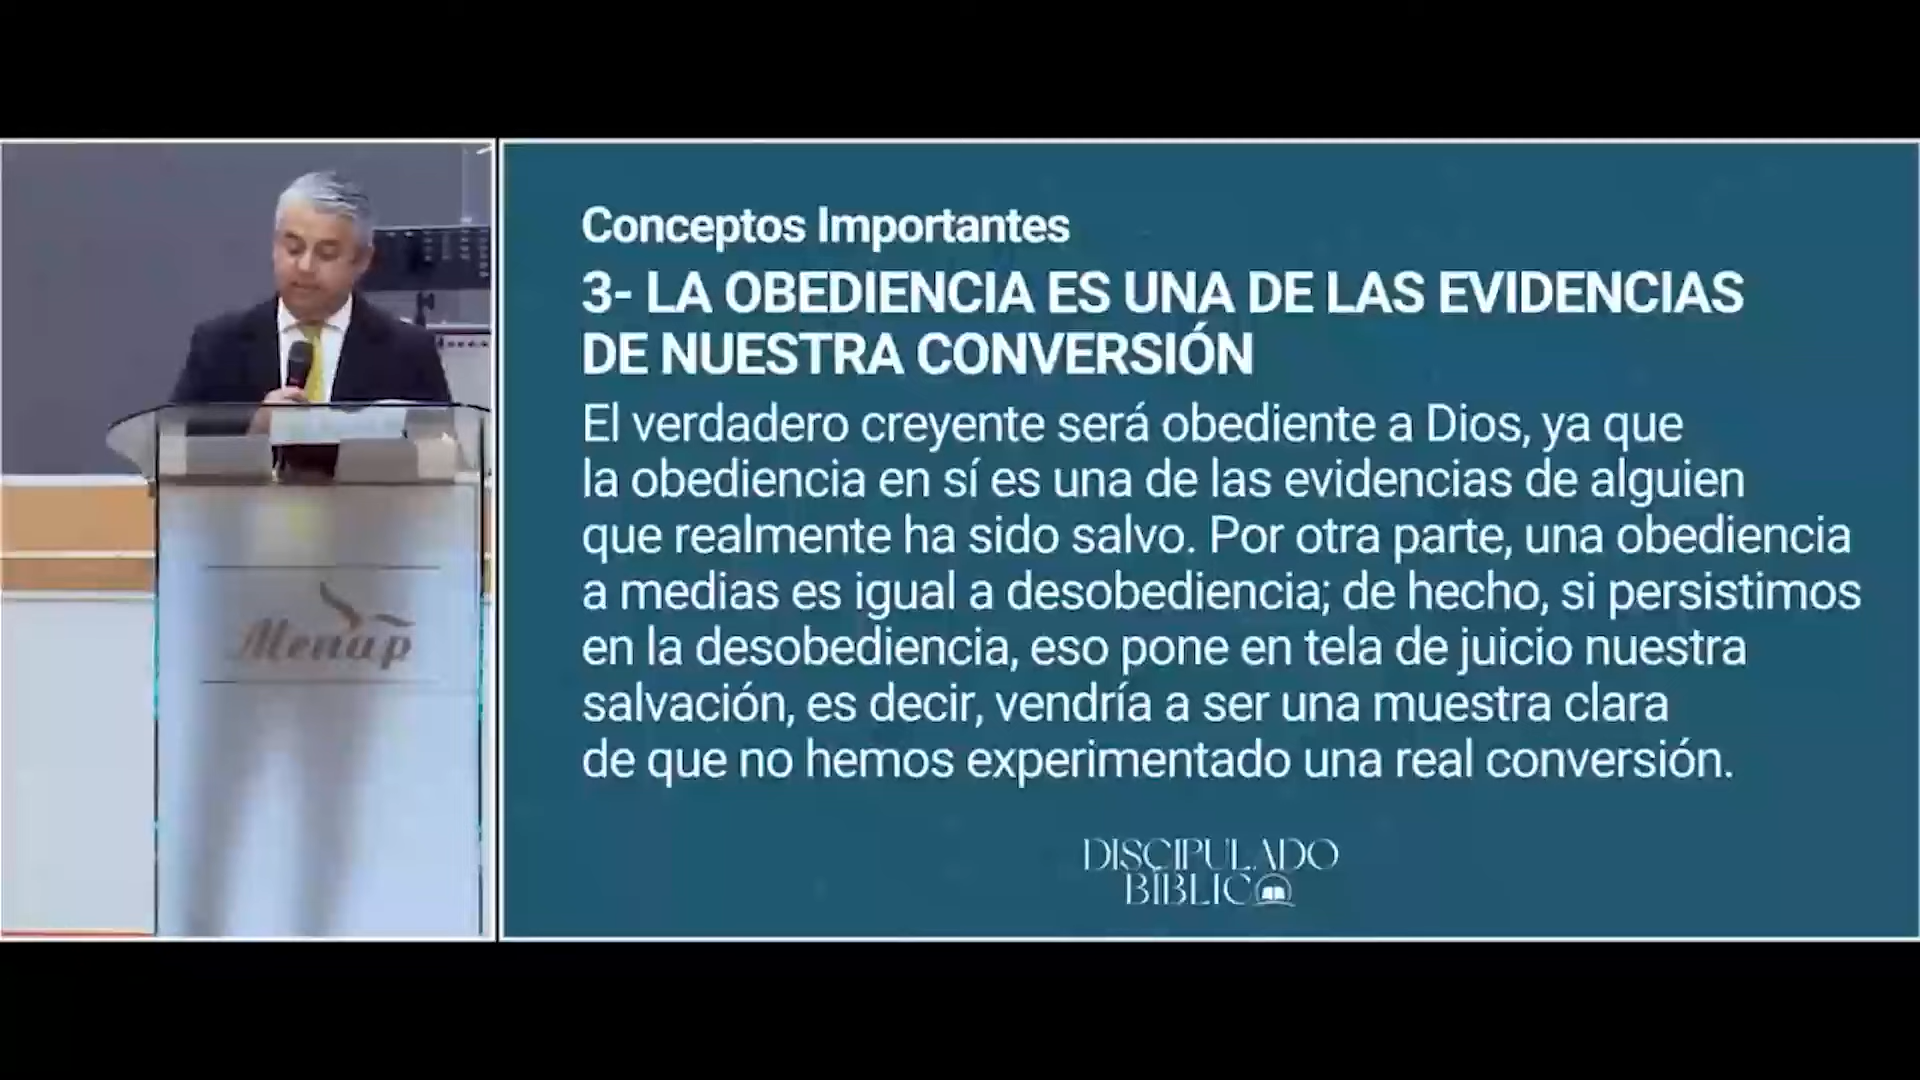 Conceptos Importantes
3- LA OBEDIENCIA ES UNA DE LAS EVIDENCIAS
DE NUESTRA CONVERSIÓN
El verdadero creyente será obediente a Dios, ya que
la obediencia en sí es una de las evidencias de alguien
que realmente ha sido salvo. Por otra parte, una obediencia
a medias es igual a desobediencia; de hecho, si persistimos
en la desobediencia, eso pone en tela de juicio nuestra
salvación, es decir, vendría a ser una muestra clara
de que no hemos experimentado una real conversión.
DISCIPULADO
BÍBLICO
Menap